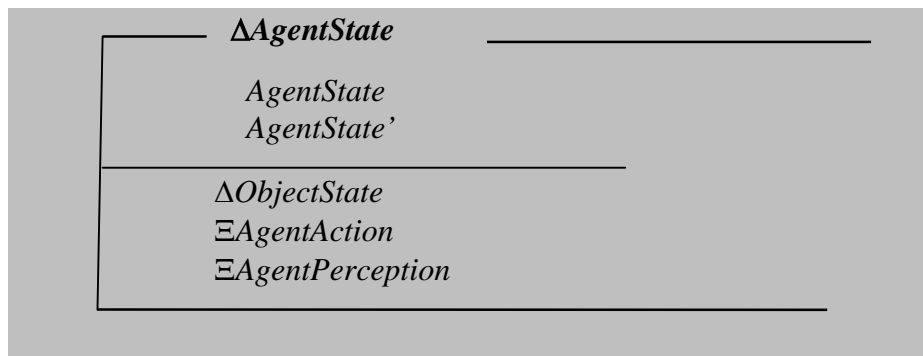 ΔAgentState
AgentState
AgentState’
ΔObjectState
ΞAgentAction
ΞAgentPerception